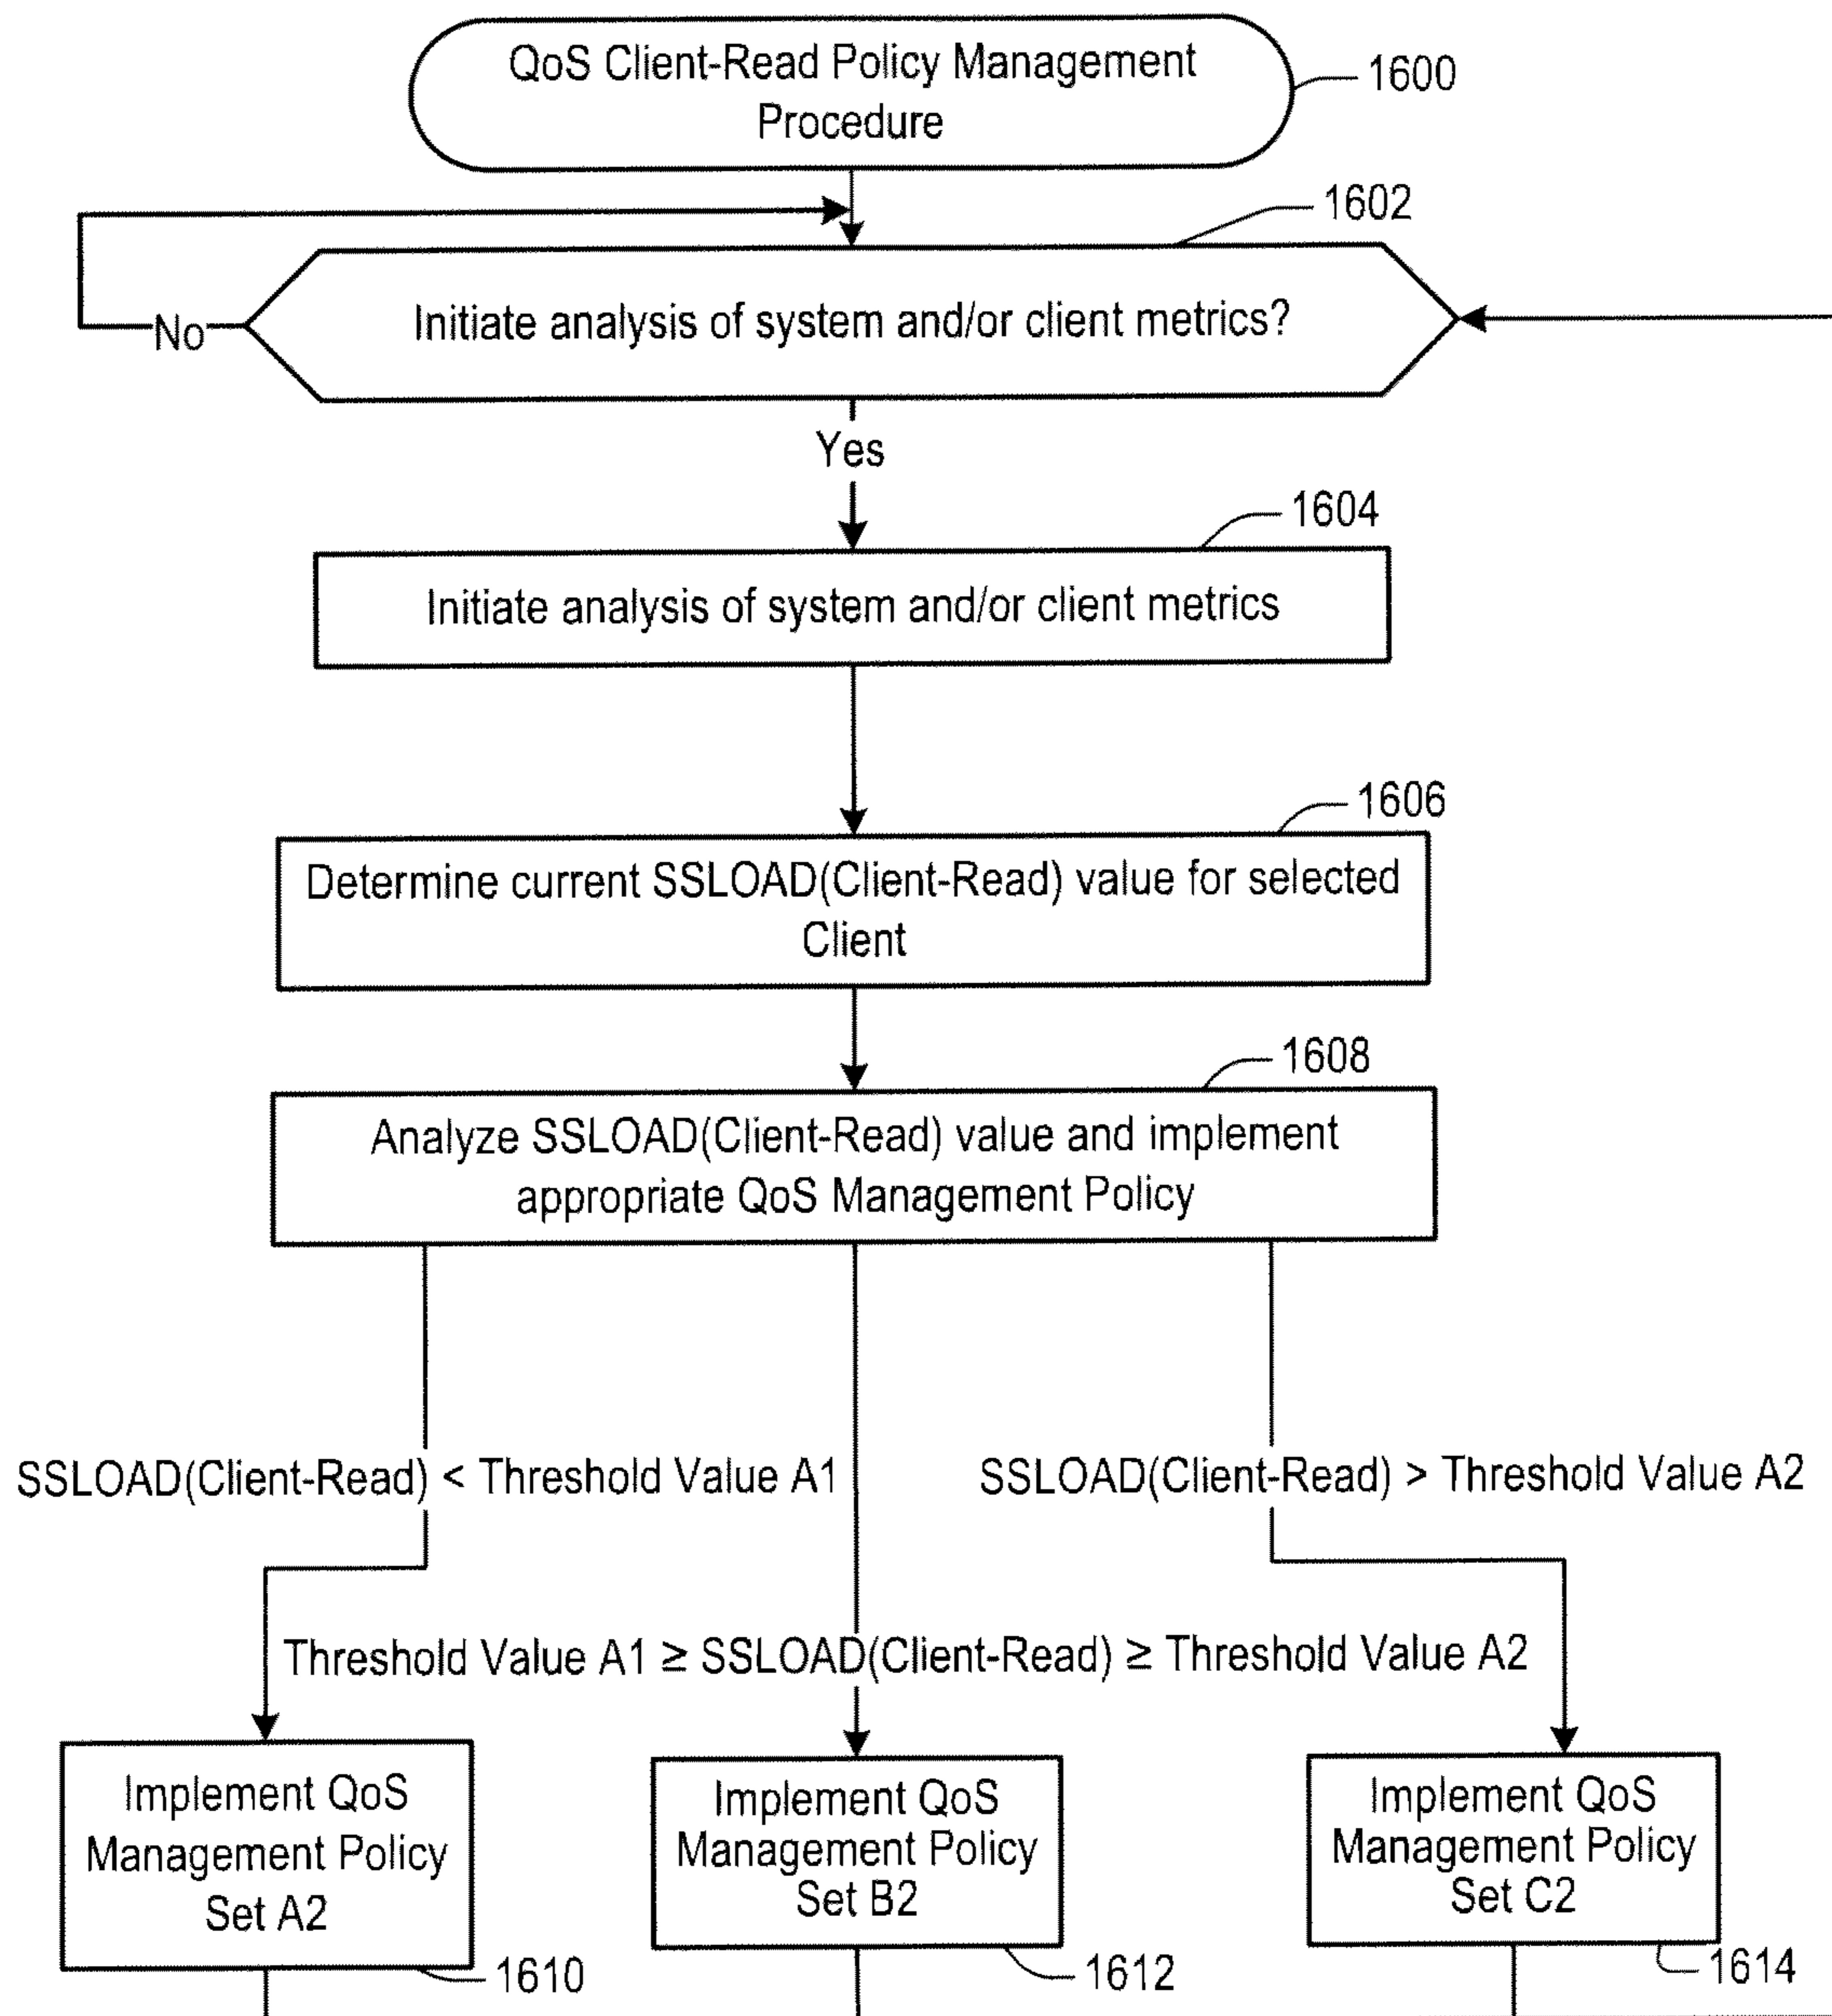 QoS Client-Read Policy Management
Procedure
1600
1602
Initiate analysis of system and/or client metrics?
No
Yes
1604
Initiate analysis of system and/or client metrics
1606
Determine current SSLOAD(Client-Read) value for selected
Client
1608
Analyze SSLOAD(Client-Read) value and implement
appropriate QoS Management Policy
SSLOAD(Client-Read) < Threshold Value A1
SSLOAD(Client-Read) > Threshold Value A2
Threshold Value A1 ≥ SSLOAD(Client-Read) ≥ Threshold Value A2
Implement QoS
Management Policy
Set A2
1610
Implement QoS
Management Policy
Set B2
1612
Implement QoS
Management Policy
Set C2
1614